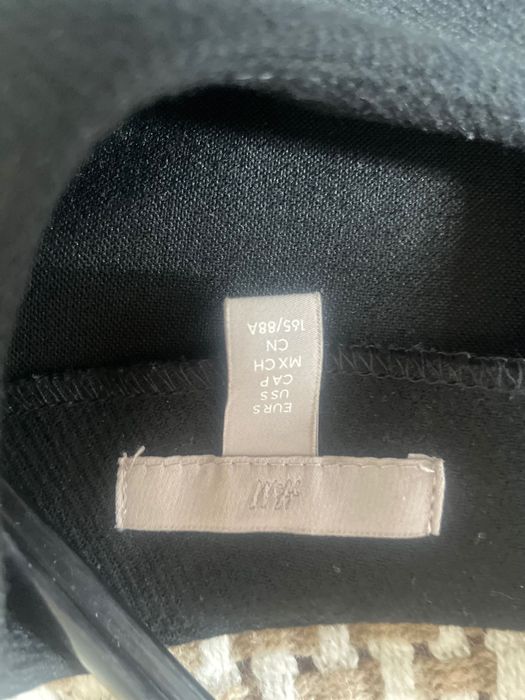 H&M
EUR S
US S
CA P
MX CH
CN
165/88A